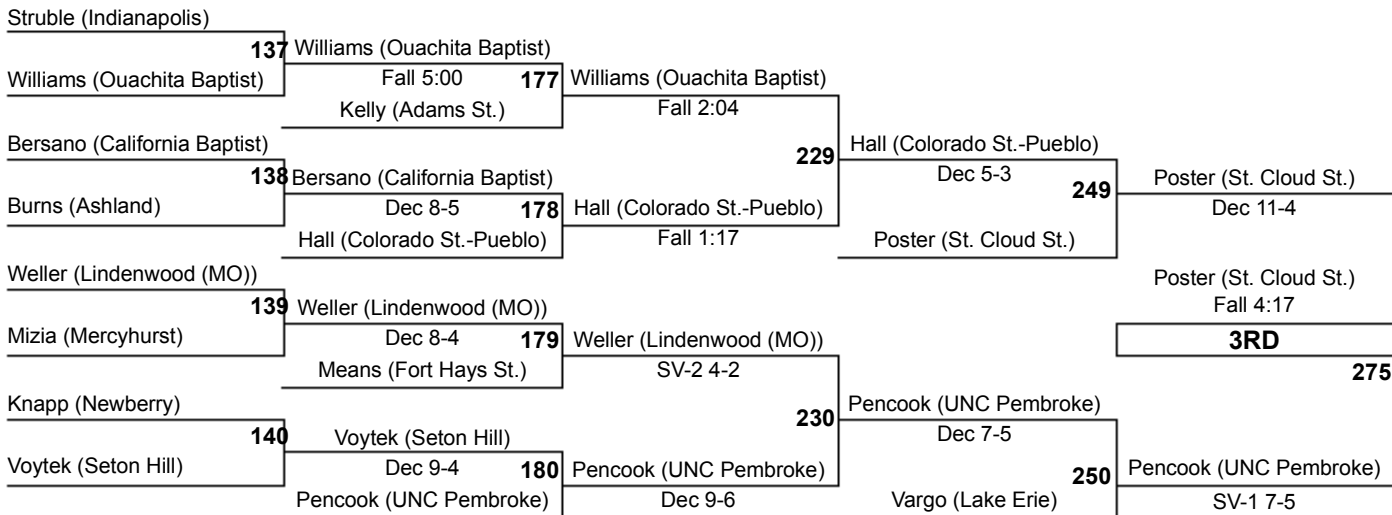 Struble (Indianapolis)
137 Williams (Ouachita Baptist)
Williams (Ouachita Baptist)
Fall 5:00 177 Williams (Ouachita Baptist)
Kelly (Adams St.) Fall 2:04
Bersano (California Baptist)
229 Hall (Colorado St.-Pueblo)
138 Bersano (California Baptist)
Dec 5-3 249 Poster (St. Cloud St.)
Burns (Ashland)
Dec 8-5 178 Hall (Colorado St.-Pueblo)
Dec 11-4
Hall (Colorado St.-Pueblo) Fall 1:17 Poster (St. Cloud St.)
Weller (Lindenwood (MO))
Poster (St. Cloud St.)
139 Weller (Lindenwood (MO))
Fall 4:17
Mizia (Mercyhurst)
Dec 8-4 179 Weller (Lindenwood (MO))
3RD
Means (Fort Hays St.) SV-2 4-2
275
Knapp (Newberry)
230 Pencook (UNC Pembroke)
140 Voytek (Seton Hill)
Dec 7-5
Voytek (Seton Hill)
Dec 9-4 180 Pencook (UNC Pembroke)
250 Pencook (UNC Pembroke)
Pencook (UNC Pembroke) Dec 9-6 Vargo (Lake Erie) SV-1 7-5